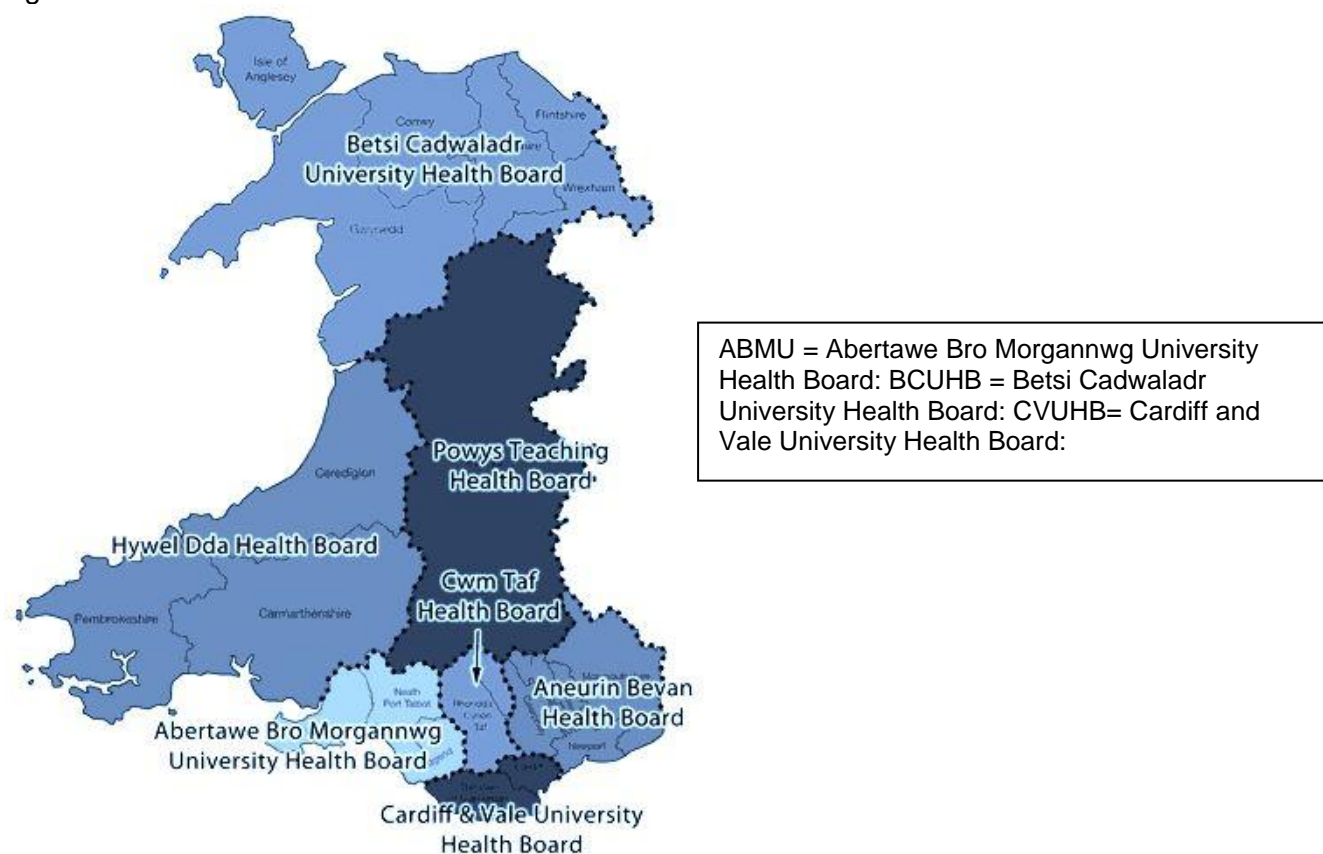 g
Isle of
Anglesey
Conwy
Flintshire
Betsi Cadwaladr
University Health Board
Wrexham
Gwynedd
Powys Teaching
Health Board
Ceredigion
Hywel Dda Health Board
Cwm Taf
Health Board
Pembrokeshire
Carmarthenshire
Neath
Port Talbot
Rhondda
Cynon
Taf
Aneurin Bevan
Health Board
Newport
Abertawe Bro Morgannwg
University Health Board
Cardiff & Vale University
Health Board
ABMU = Abertawe Bro Morgannwg University
Health Board: BCUHB = Betsi Cadwaladr
University Health Board: CVUHB= Cardiff and
Vale University Health Board: